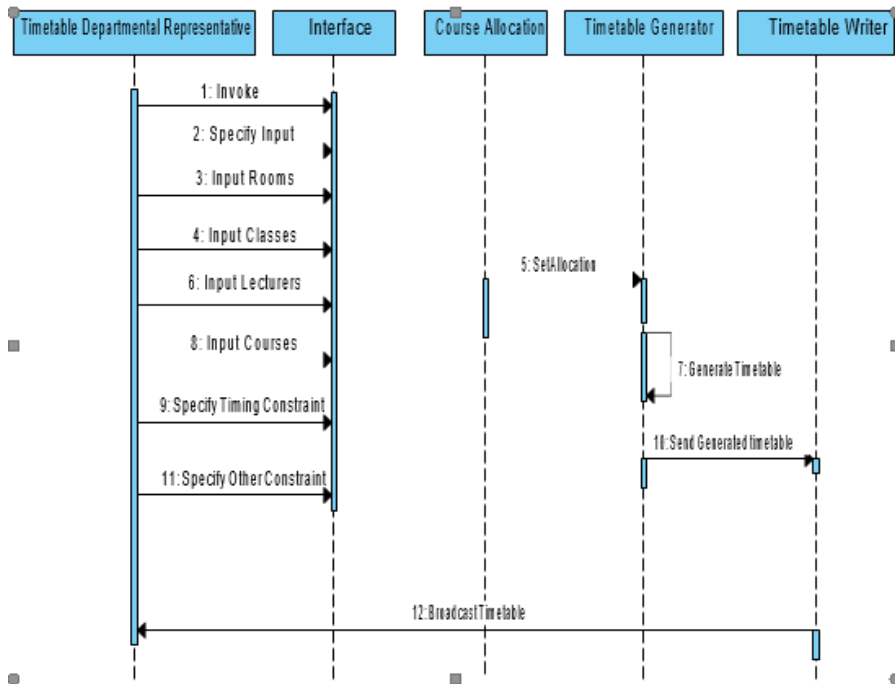 Timetable Departmental Representative
Interface
Course Allocation
Timetable Generator
Timetable Writer
1: Invoke
2: Specify Input
3: Input Rooms
4: Input Classes
5: SetAllocation
6: Input Lecturers
8: Input Courses
7: Generate Timetable
9: Specify Timing Constraint
10: Send Generated timetable
11: Specify Other Constraint
12: Broadcast Timetable